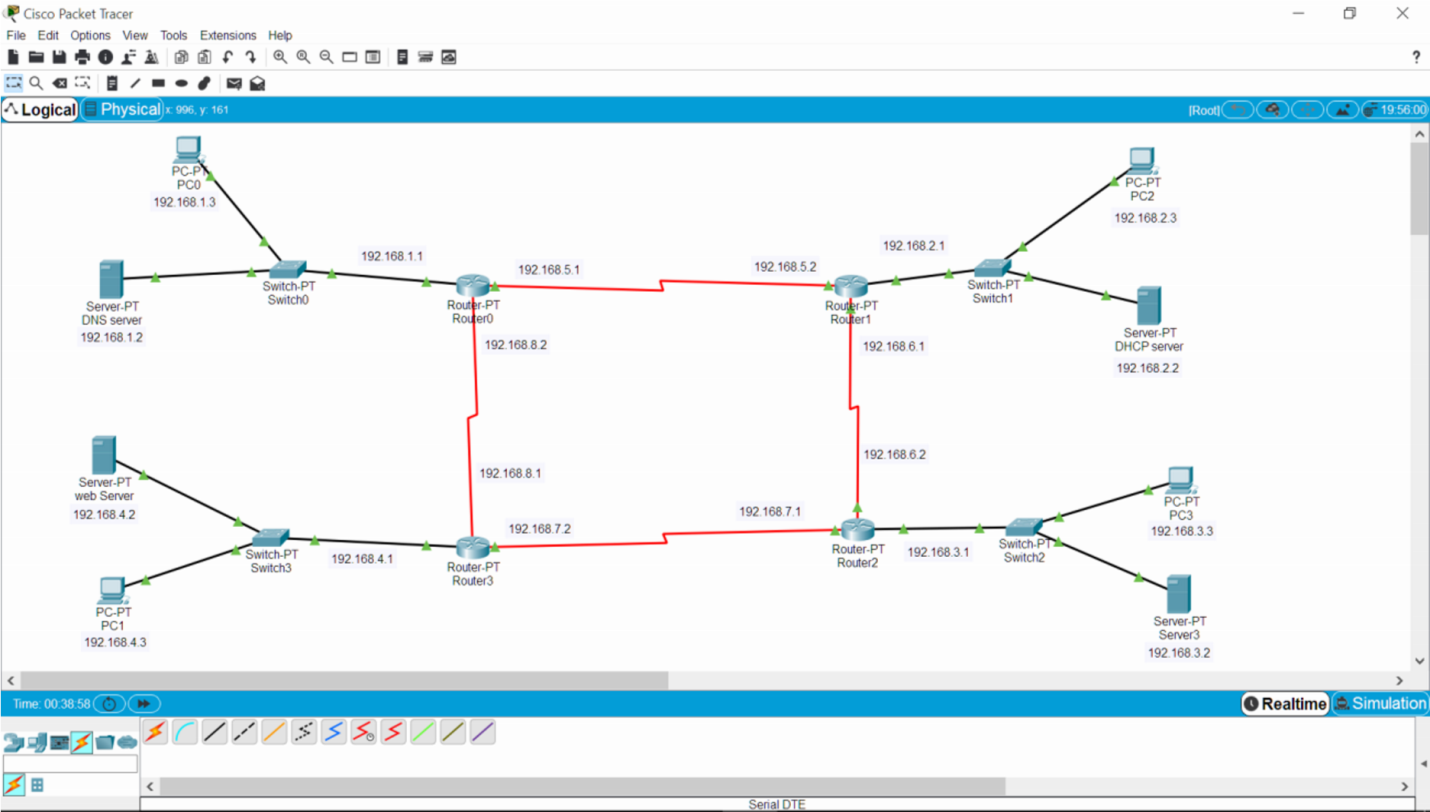 Cisco Packet Tracer
File Edit Options View Tools Extensions Help
?
Logical Physical x: 996, y: 161 [Root] 19:56:00
PC-PT
PC0
192.168.1.3
Server-PT
DNS server
192.168.1.2
Switch-PT
Switch0
192.168.1.1
Router-PT
Router0
192.168.5.1
192.168.8.2
192.168.5.2
Router-PT
Router1
192.168.6.1
192.168.2.1
Switch-PT
Switch1
PC-PT
PC2
192.168.2.3
Server-PT
DHCP server
192.168.2.2
Server-PT
web Server
192.168.4.2
Switch-PT
Switch3
192.168.4.1
PC-PT
PC1
192.168.4.3
192.168.8.1
192.168.7.2
Router-PT
Router3
192.168.7.1
192.168.6.2
Router-PT
Router2
192.168.3.1
Switch-PT
Switch2
PC-PT
PC3
192.168.3.3
Server-PT
Server3
192.168.3.2
Time: 00:38:58 Realtime Simulation
Serial DTE